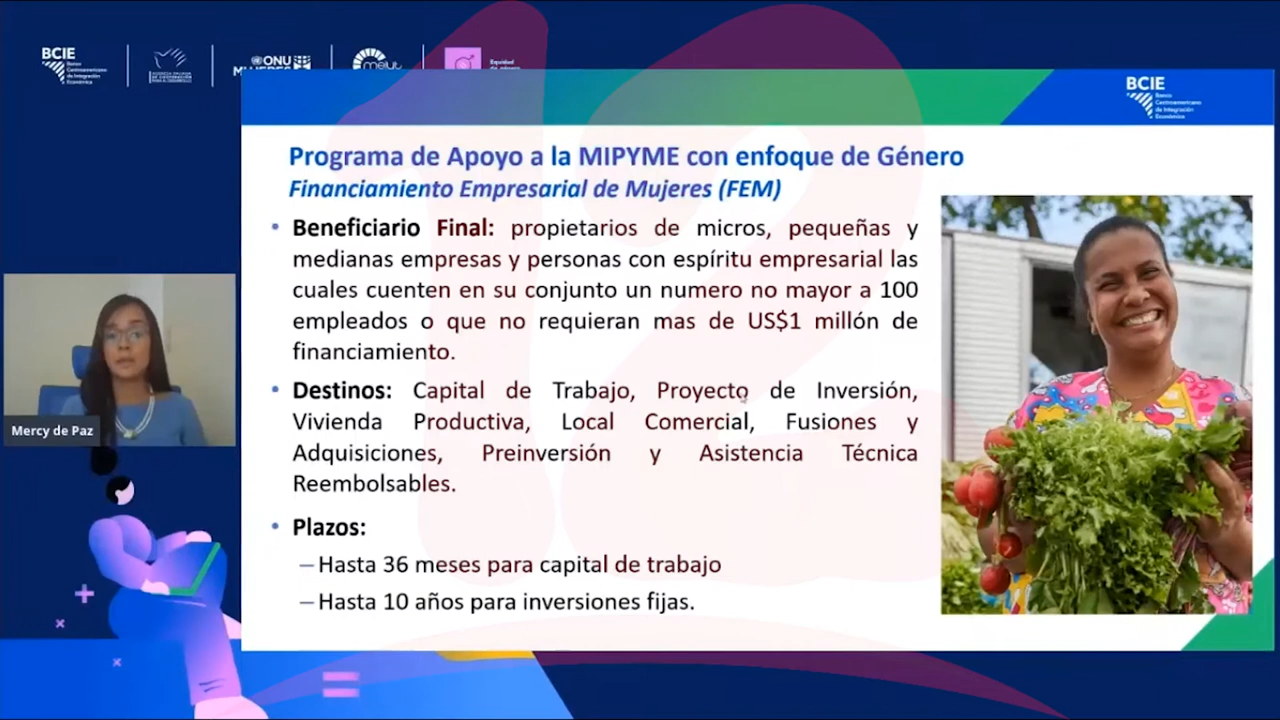 BCIE
Banco
Centroamericano
de Integración
Económica
ONU
MUJERES
melyt
Equidad
de género
BCIE
Banco
Centroamericano
de Integración
Económica
Programa de Apoyo a la MIPYME con enfoque de Género
Financiamiento Empresarial de Mujeres (FEM)
• Beneficiario Final: propietarios de micros, pequeñas y
medianas empresas y personas con espíritu empresarial las
cuales cuenten en su conjunto un numero no mayor a 100
empleados o que no requieran mas de US$1 millón de
financiamiento.
• Destinos: Capital de Trabajo, Proyecto de Inversión,
Vivienda Productiva, Local Comercial, Fusiones y
Adquisiciones, Preinversión y Asistencia Técnica
Reembolsables.
• Plazos:
–Hasta 36 meses para capital de trabajo
–Hasta 10 años para inversiones fijas.
Mercy de Paz
12